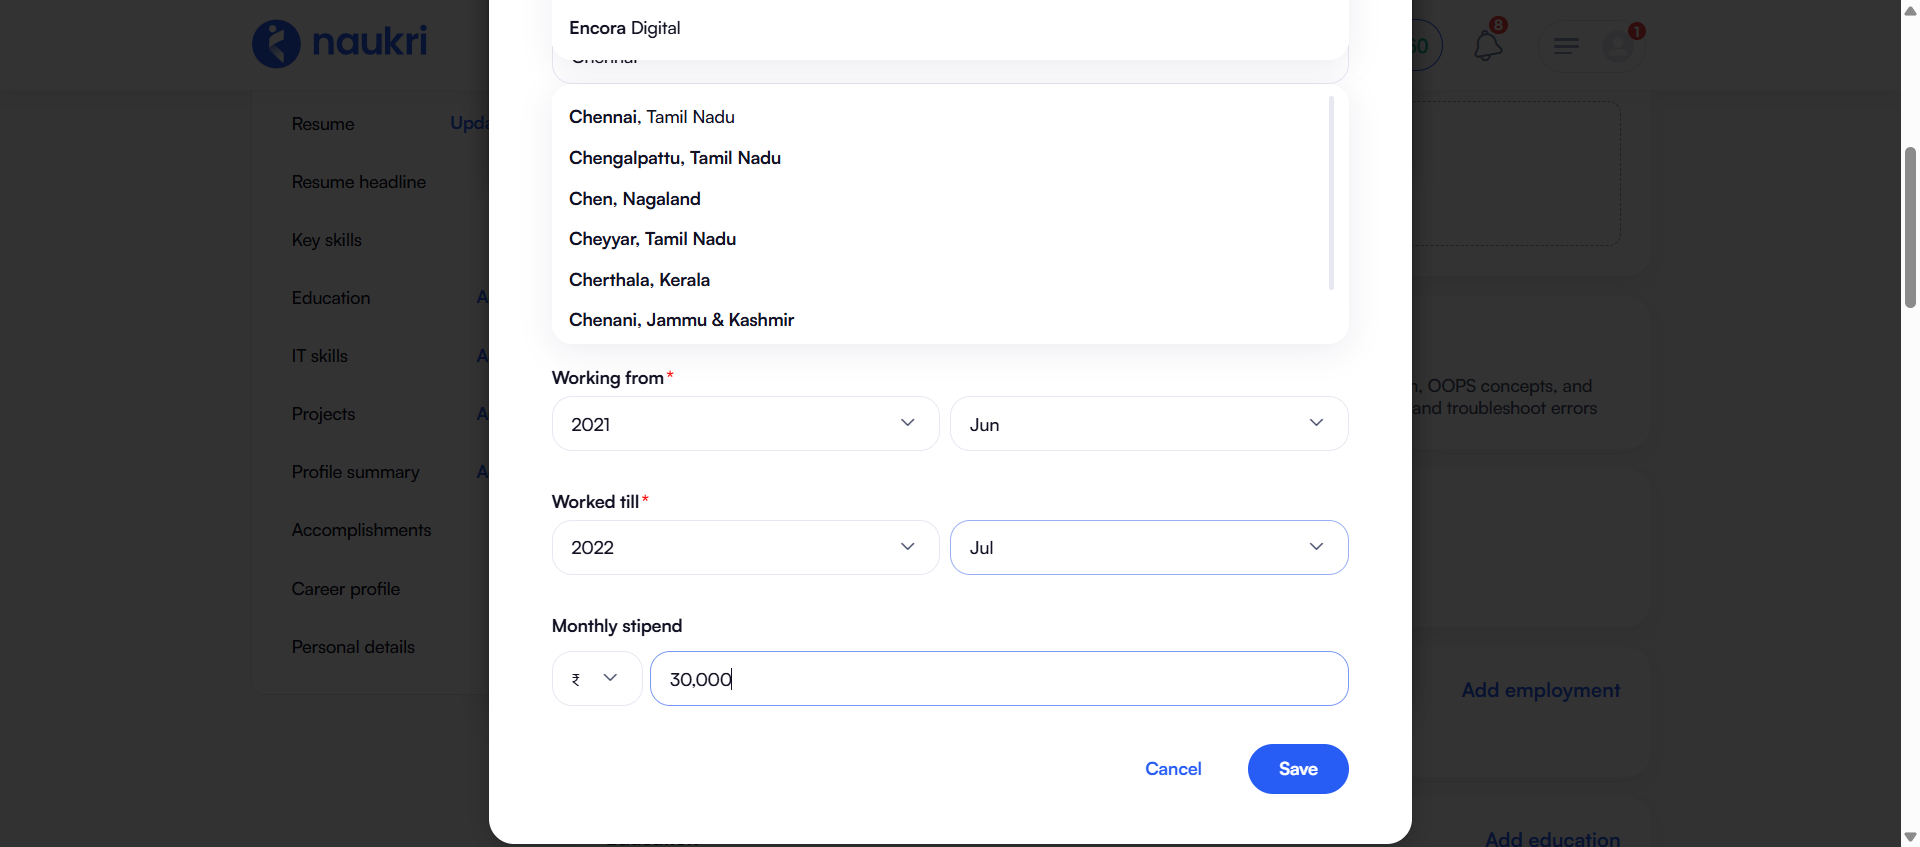 Encora Digital
naukri
8
1
Chennai
Chennai, Tamil Nadu
Chengalpattu, Tamil Nadu
Chen, Nagaland
Cheyyar, Tamil Nadu
Cherthala, Kerala
Chenani, Jammu & Kashmir
Resume
Resume headline
Key skills
Education
IT skills
Projects
Profile summary
Accomplishments
Career profile
Personal details
Working from*
2021
Jun
Worked till*
2022
Jul
Monthly stipend
₹
30,000
Cancel
Save
OOPS concepts, and
and troubleshoot errors
Add employment
Add education